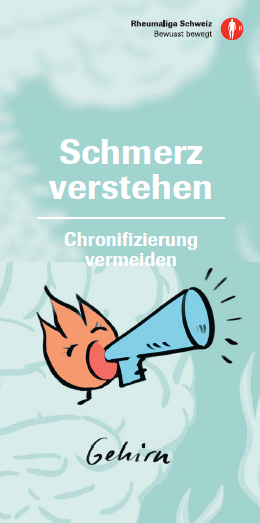 Rheumaliga Schweiz
Bewusst bewegt
R
Schmerz
verstehen
Chronifizierung
vermeiden
Gehirn